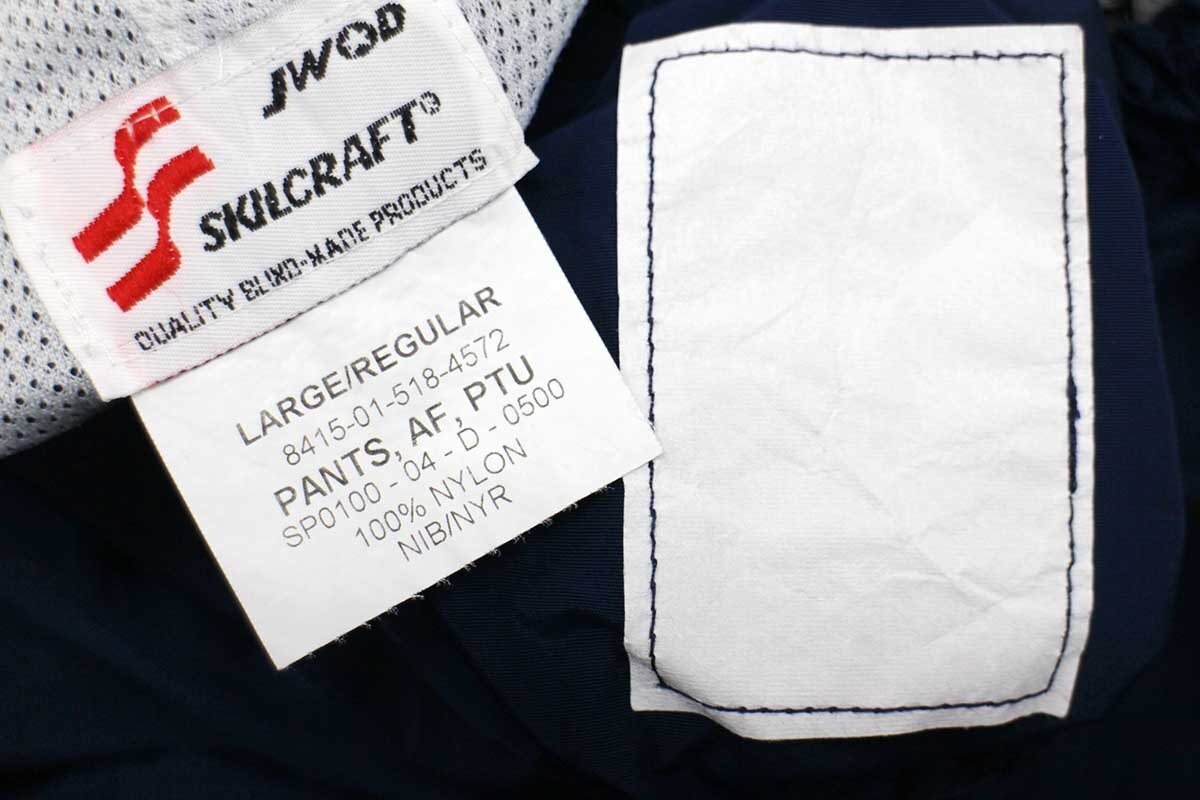 JWOD
SKILCRAFT®
QUALITY BLIND-MADE PRODUCTS
LARGE/REGULAR
8415-01-518-4572
PANTS, AF, PTU
SP0100 - 04 - D - 0500
100% NYLON
NIB/NYR